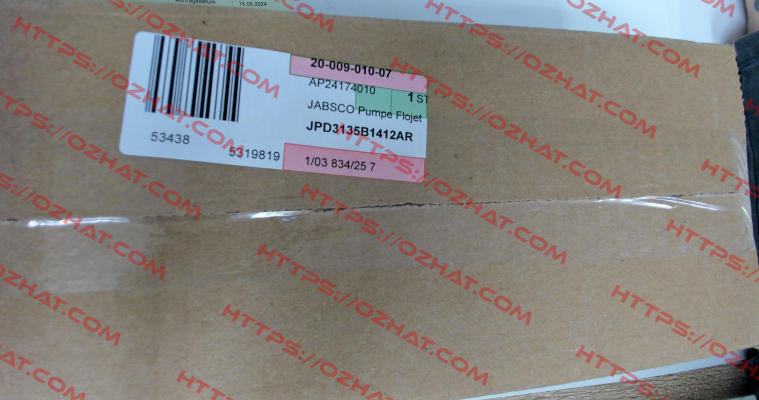 Auftragsdatum : 15.05.2024
20-009-010-07
AP24174010
1 ST
JABSCO Pumpe Flojet
JPD3135B1412AR
53438
5319819
1/03 834/25 7
HTTPS://OZHAT.COM